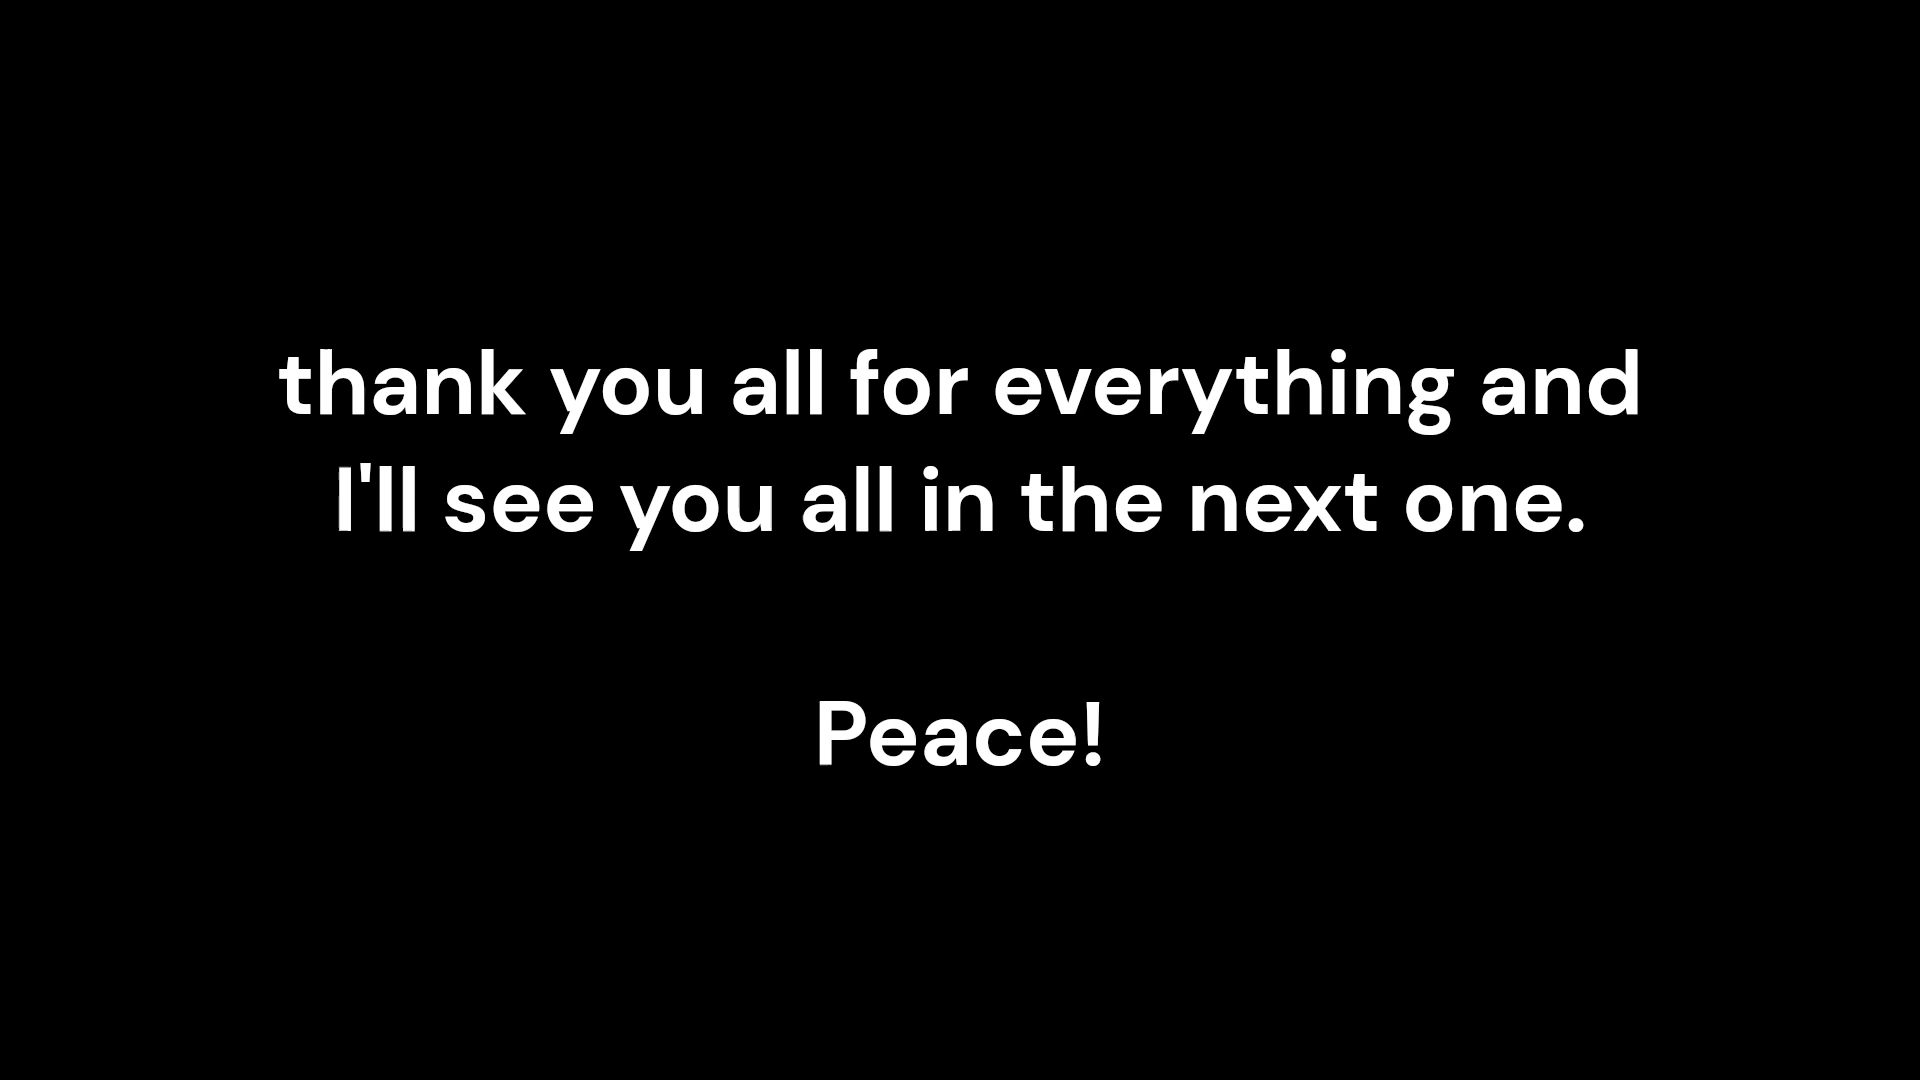 thank you all for everything and
I'll see you all in the next one.
Peace!